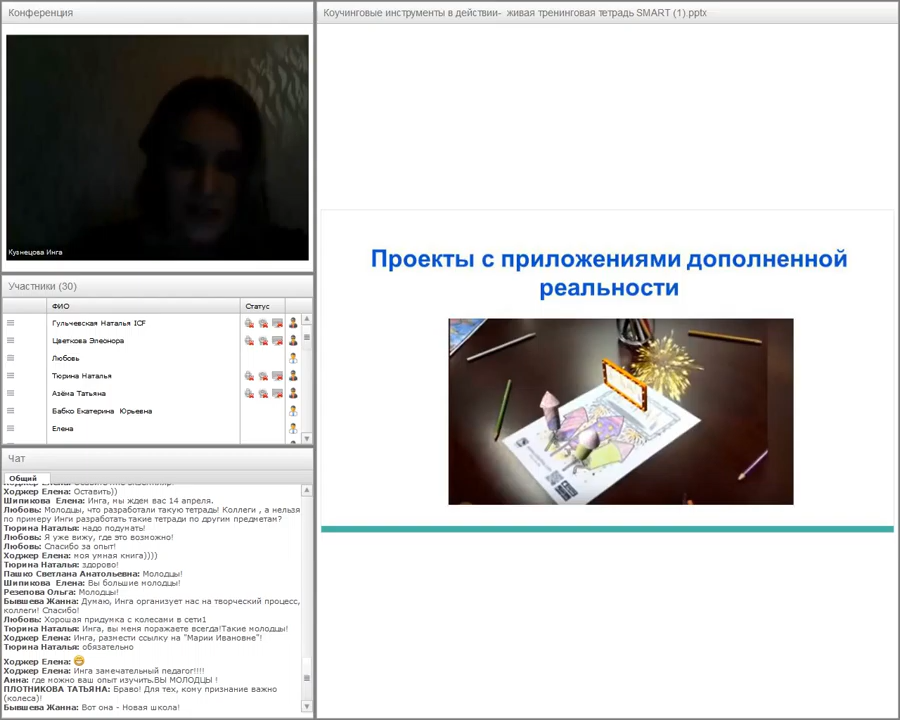 Конференция
Кузнецова Инга
Участники (30)
ФИО
Статус
Гульчевская Наталья ICF
Цветкова Элеонора
Любовь
Тюрина Наталья
Азёма Татьяна
Бабко Екатерина Юрьевна
Елена
Чат
Общий
Ходжер Елена: Оставить))
Шипикова Елена: Инга, мы ждем вас 14 апреля.
Любовь: Молодцы, что разработали такую тетрадь! Коллеги , а нельзя
по примеру Инги разработать такие тетради по другим предметам?
Тюрина Наталья: надо подумать!
Любовь: Я уже вижу, где это возможно!
Любовь: Спасибо за опыт!
Ходжер Елена: моя умная книга))))
Тюрина Наталья: здорово!
Пашко Светлана Анатольевна: Молодцы!
Шипикова Елена: Вы большие молодцы!
Резепова Ольга: Молодцы!
Бывшева Жанна: Думаю, Инга организует нас на творческий процесс,
коллеги! Спасибо!
Любовь: Хорошая придумка с колесами в сети1
Тюрина Наталья: Инга, вы меня поражаете всегда!Такие молодцы!
Ходжер Елена: Инга, размести ссылку на "Марии Ивановне"!
Тюрина Наталья: обязательно
Ходжер Елена:
Ходжер Елена: Инга замечательный педагог!!!!
Анна: где можно ваш опыт изучить.ВЫ МОЛОДЦЫ !
ПЛОТНИКОВА ТАТЬЯНА: Браво! Для тех, кому признание важно
(колеса)!
Бывшева Жанна: Вот она - Новая школа!
Коучинговые инструменты в действии- живая тренинговая тетрадь SMART (1).pptx
Проекты с приложениями дополненной
реальности